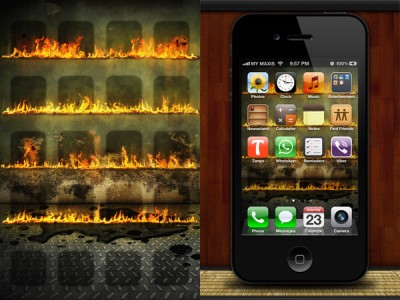 MY MAXIS 9:57 PM 100%
Photos Clock Music Entertainment
Newsstand Calculator Notes Find Friends
Tango WhatsApp Reminders Viber
Phone Messages Calendar Camera
23